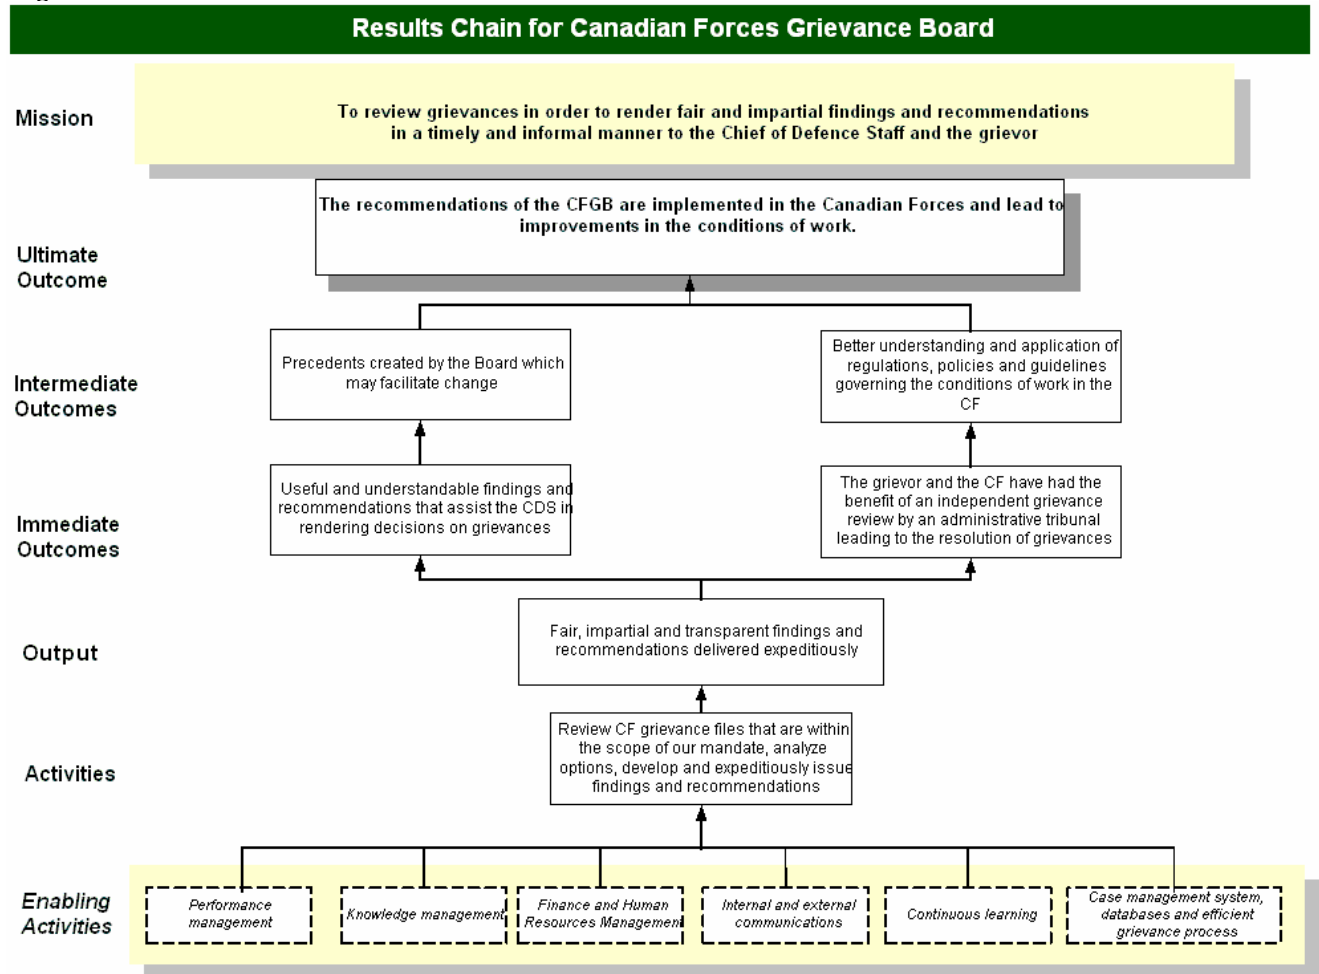 Results Chain for Canadian Forces Grievance Board
Mission
To review grievances in order to render fair and impartial findings and recommendations
in a timely and informal manner to the Chief of Defence Staff and the grievor
Ultimate
Outcome
The recommendations of the CFGB are implemented in the Canadian Forces and lead to
improvements in the conditions of work.
Intermediate
Outcomes
Precedents created by the Board which
may facilitate change
Better understanding and application of
regulations, policies and guidelines
governing the conditions of work in the
CF
Immediate
Outcomes
Useful and understandable findings and
recommendations that assist the CDS in
rendering decisions on grievances
The grievor and the CF have had the
benefit of an independent grievance
review by an administrative tribunal
leading to the resolution of grievances
Output
Fair, impartial and transparent findings and
recommendations delivered expeditiously
Activities
Review CF grievance files that are within
the scope of our mandate, analyze
options, develop and expeditiously issue
findings and recommendations
Enabling
Activities
Performance
management
Knowledge management
Finance and Human
Resources Management
Internal and external
communications
Continuous learning
Case management system,
databases and efficient
grievance process